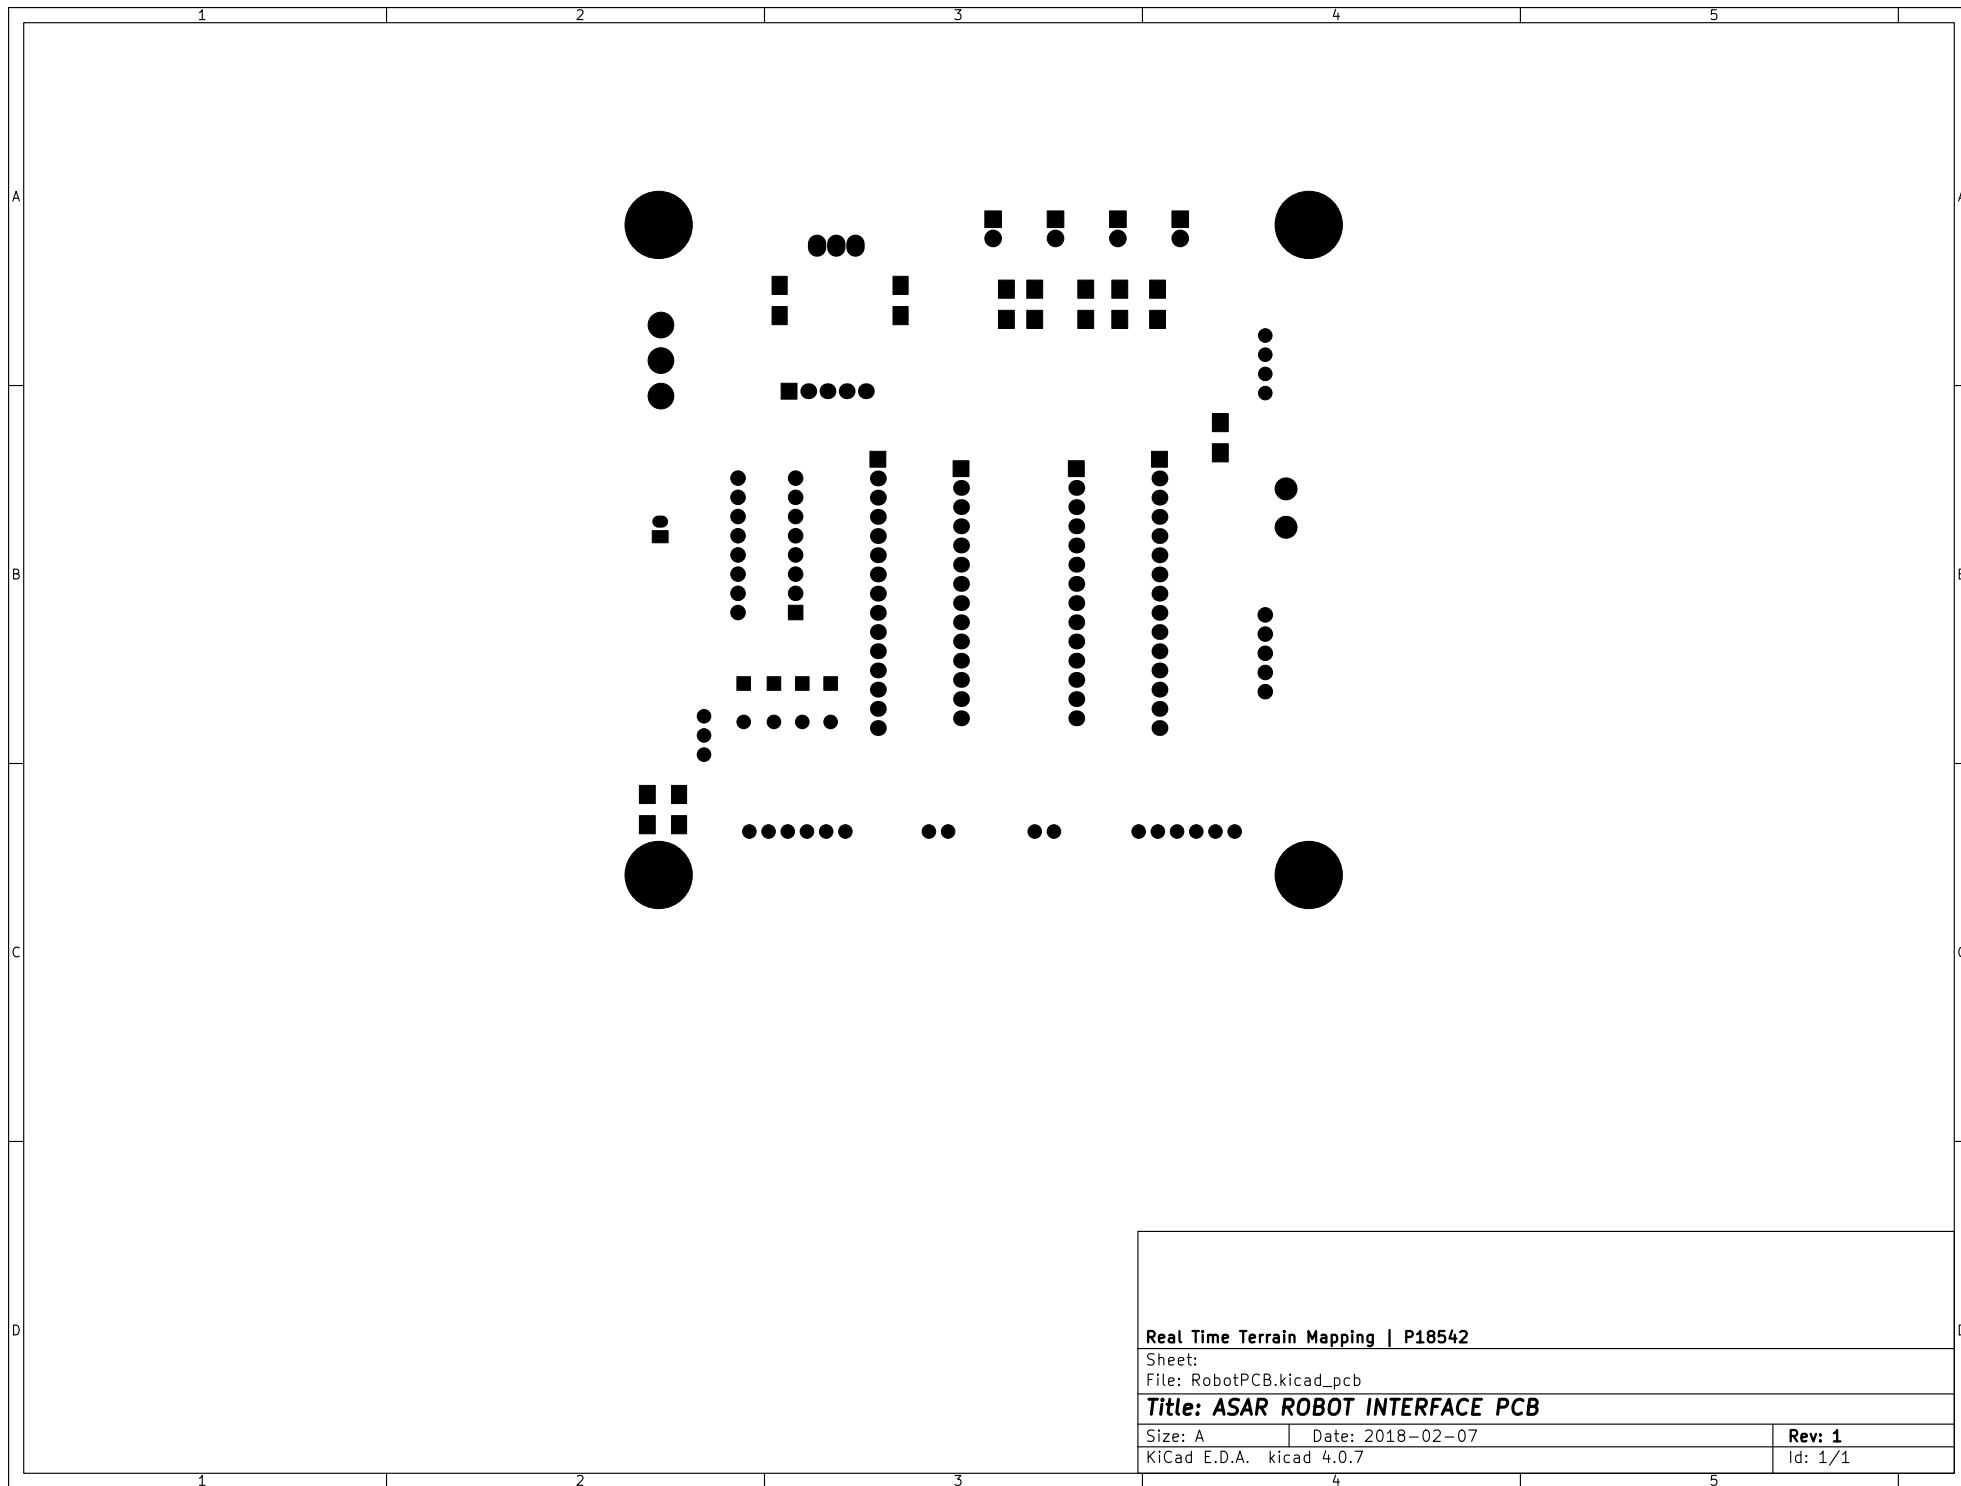 1 2 3 4 5
A
B
C
D
Real Time Terrain Mapping | P18542
Sheet:
File: RobotPCB.kicad_pcb
Title: ASAR ROBOT INTERFACE PCB
Size: A Date: 2018-02-07 Rev: 1
KiCad E.D.A. kicad 4.0.7 Id: 1/1
1 2 3 4 5